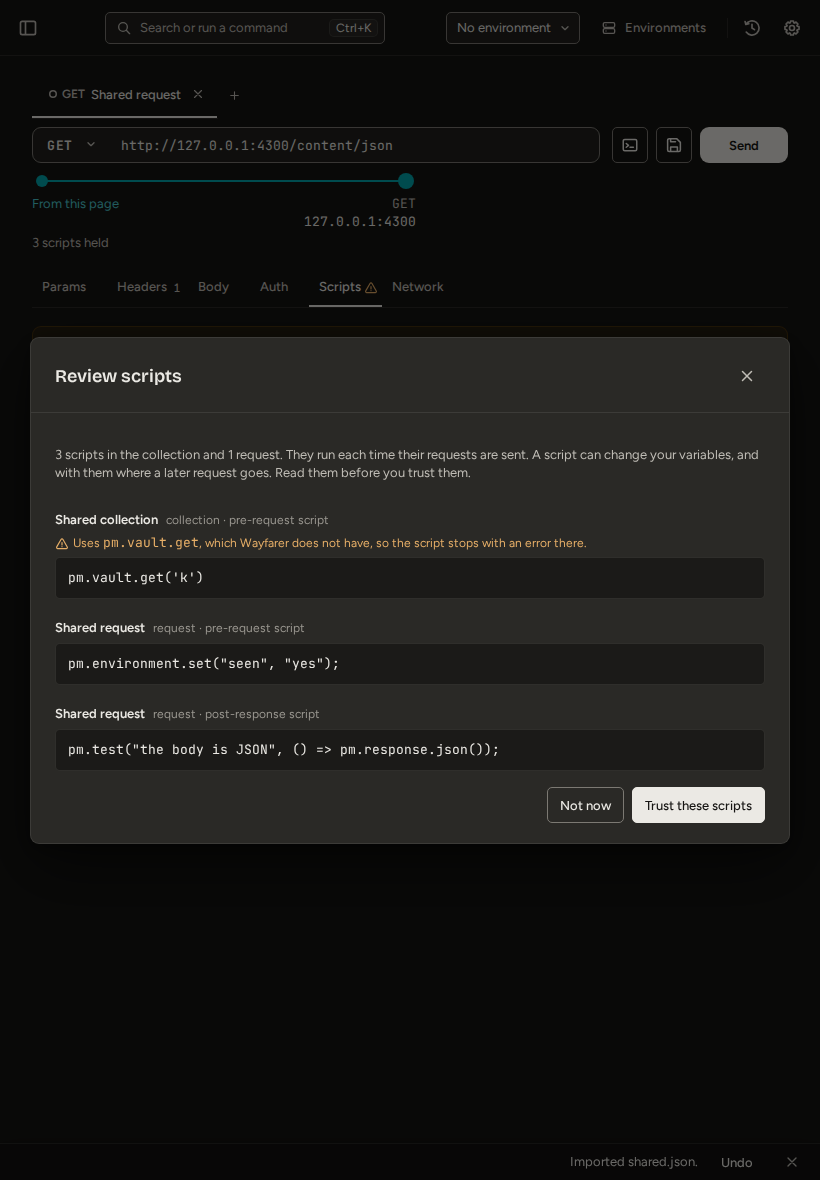 Search or run a command Ctrl+K No environment Environments
GET Shared request
GET http://127.0.0.1:4300/content/json Send
From this page GET
127.0.0.1:4300
3 scripts held
Params Headers 1 Body Auth Scripts Network
Review scripts
3 scripts in the collection and 1 request. They run each time their requests are sent. A script can change your variables, and
with them where a later request goes. Read them before you trust them.
Shared collection collection · pre-request script
Uses pm.vault.get, which Wayfarer does not have, so the script stops with an error there.
pm.vault.get('k')
Shared request request · pre-request script
pm.environment.set("seen", "yes");
Shared request request · post-response script
pm.test("the body is JSON", () => pm.response.json());
Not now Trust these scripts
Imported shared.json. Undo